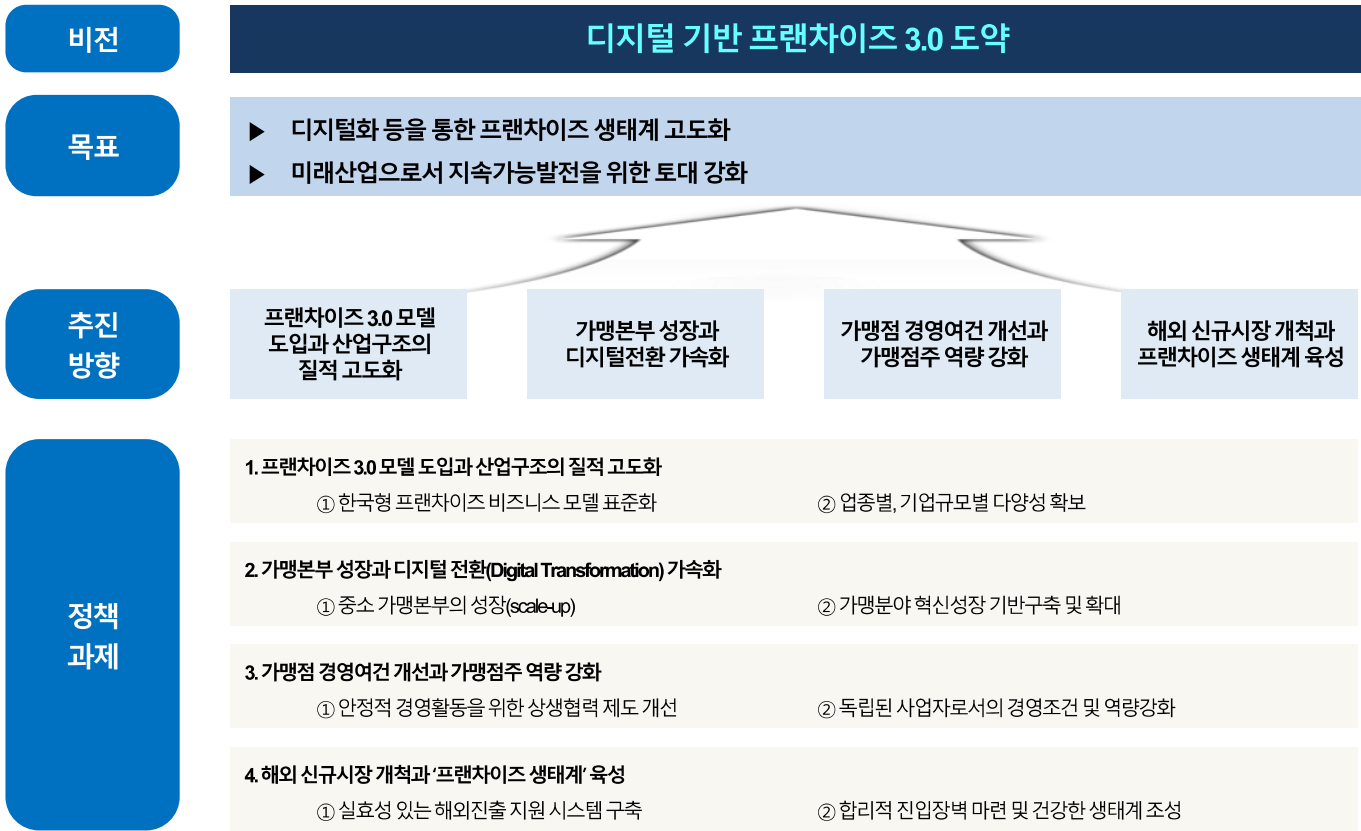 비전
디지털 기반 프랜차이즈 3.0 도약
목표
▶ 디지털화 등을 통한 프랜차이즈 생태계 고도화
▶ 미래산업으로서 지속가능발전을 위한 토대 강화
추진
방향
프랜차이즈 3.0 모델
도입과 산업구조의
질적 고도화
가맹본부 성장과
디지털전환 가속화
가맹점 경영여건 개선과
가맹점주 역량 강화
해외 신규시장 개척과
프랜차이즈 생태계 육성
정책
과제
1. 프랜차이즈 3.0 모델 도입과 산업구조의 질적 고도화
① 한국형 프랜차이즈 비즈니스 모델 표준화 ② 업종별, 기업규모별 다양성 확보
2. 가맹본부 성장과 디지털 전환(Digital Transformation) 가속화
① 중소 가맹본부의 성장(scale-up) ② 가맹분야 혁신성장 기반구축 및 확대
3. 가맹점 경영여건 개선과 가맹점주 역량 강화
① 안정적 경영활동을 위한 상생협력 제도 개선 ② 독립된 사업자로서의 경영조건 및 역량강화
4. 해외 신규시장 개척과 ‘프랜차이즈 생태계’ 육성
① 실효성 있는 해외진출 지원 시스템 구축 ② 합리적 진입장벽 마련 및 건강한 생태계 조성